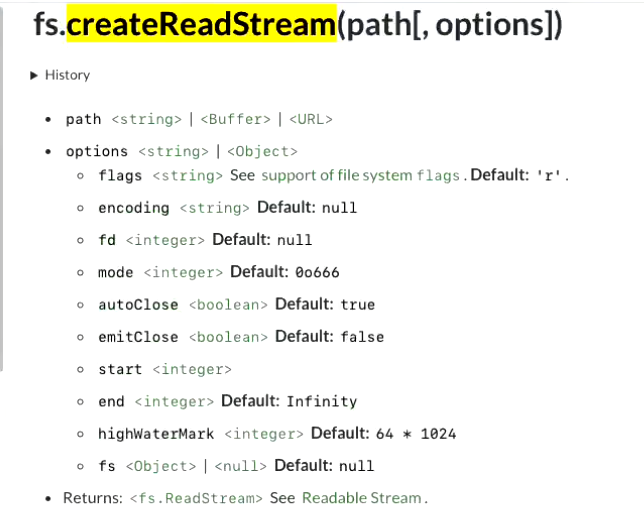 fs.createReadStream(path[, options])
▶ History
• path <string> | <Buffer> | <URL>
• options <string> | <Object>
◦ flags <string> See support of file system flags. Default: 'r'.
◦ encoding <string> Default: null
◦ fd <integer> Default: null
◦ mode <integer> Default: 0o666
◦ autoClose <boolean> Default: true
◦ emitClose <boolean> Default: false
◦ start <integer>
◦ end <integer> Default: Infinity
◦ highWaterMark <integer> Default: 64 * 1024
◦ fs <Object> | <null> Default: null
• Returns: <fs.ReadStream> See Readable Stream.